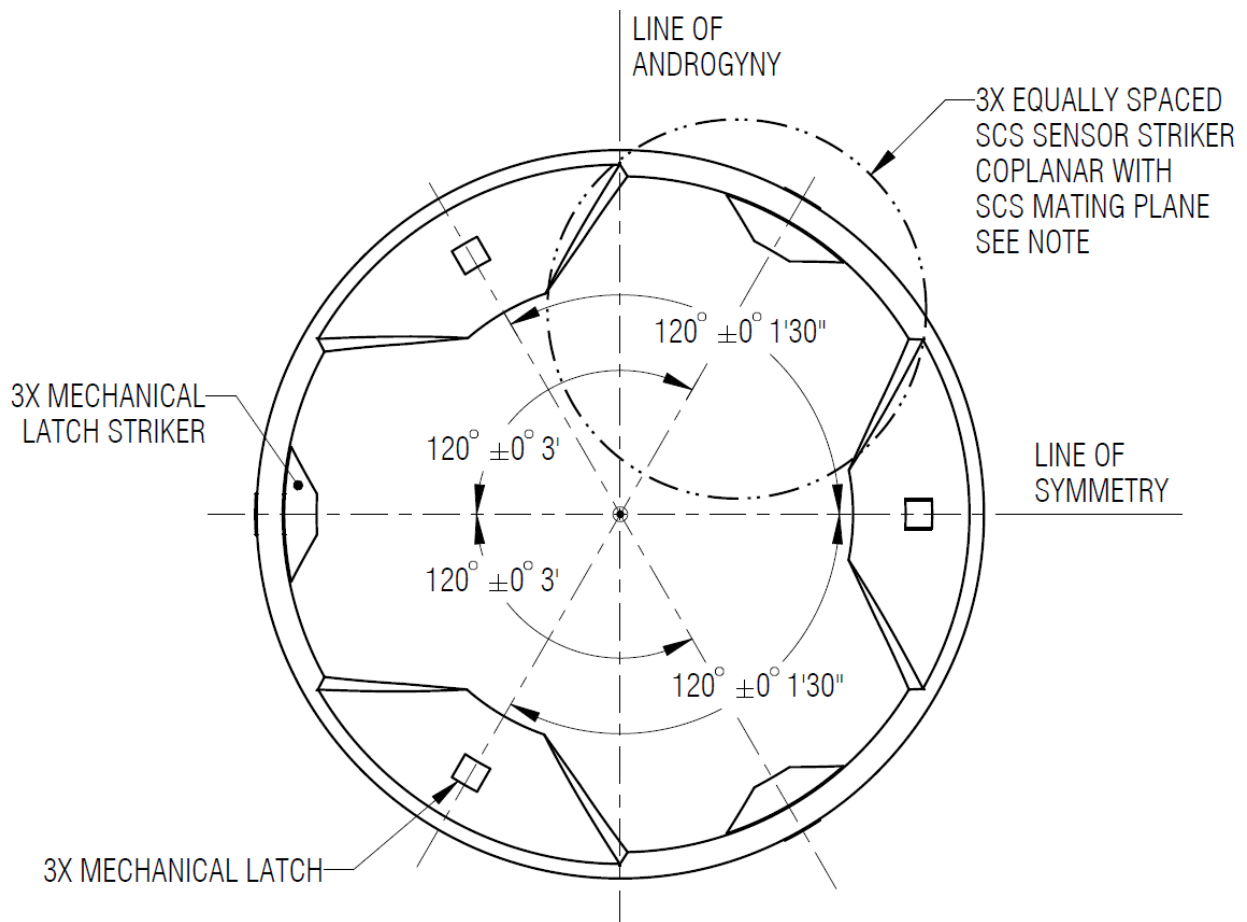 LINE OF
ANDROGYNY
3X EQUALLY SPACED
SCS SENSOR STRIKER
COPLANAR WITH
SCS MATING PLANE
SEE NOTE
120° ±0° 1'30"
3X MECHANICAL
LATCH STRIKER
120° ±0° 3'
LINE OF
SYMMETRY
120° ±0° 3'
120° ±0° 1'30"
3X MECHANICAL LATCH